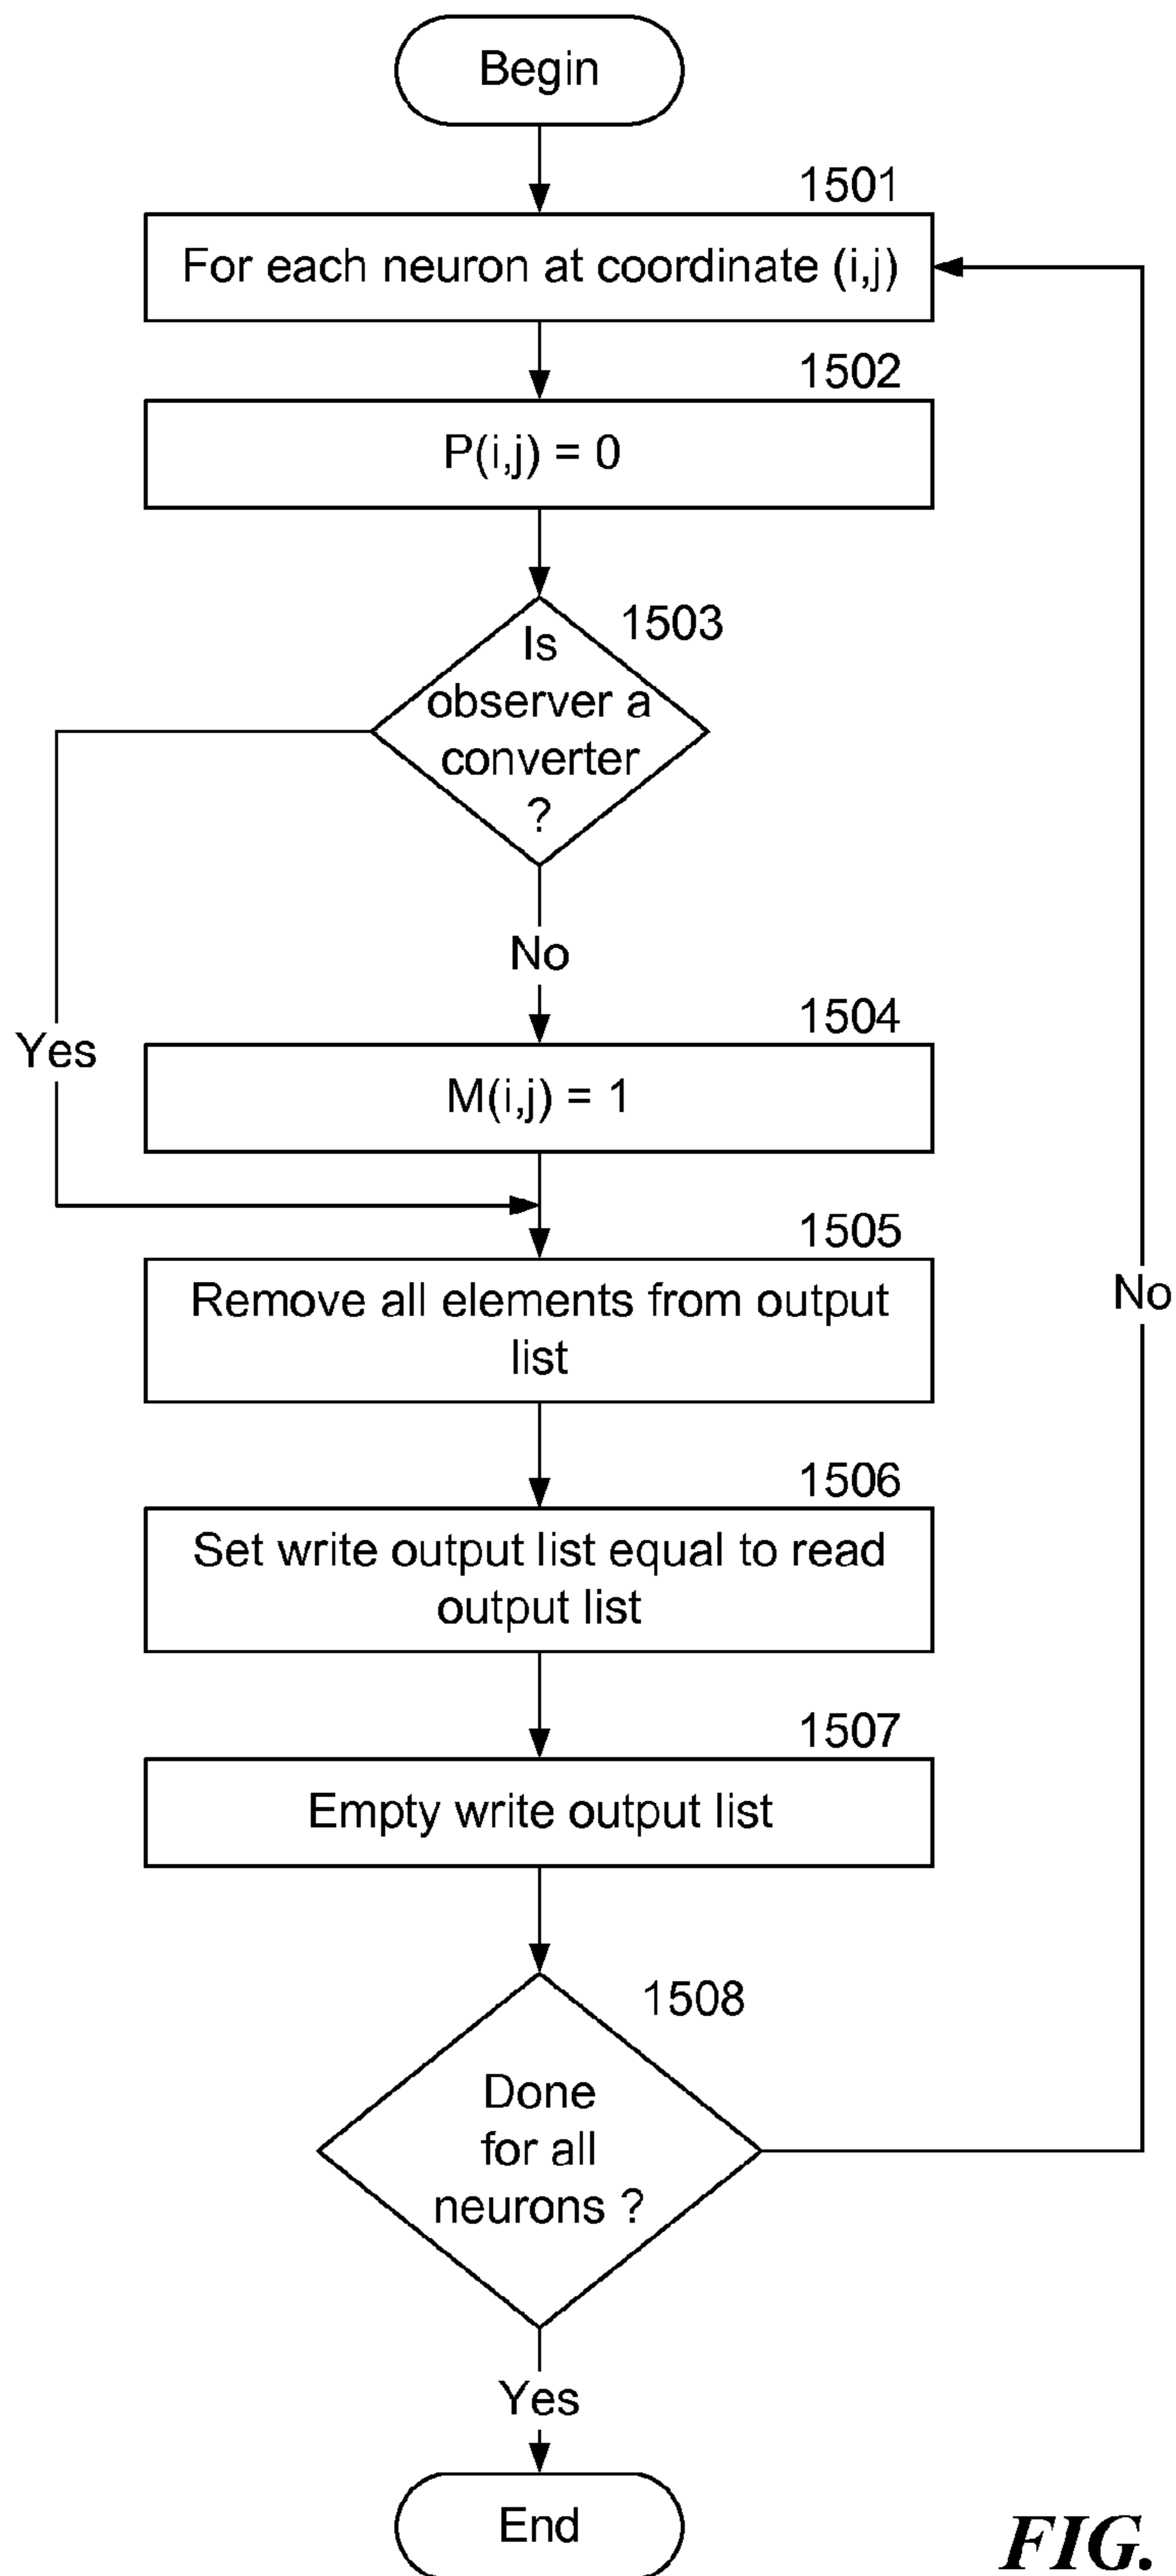 Begin
1501
For each neuron at coordinate (i,j)
1502
P(i,j) = 0
1503
Is
observer a
converter
?
No
Yes
1504
M(i,j) = 1
1505
Remove all elements from output
list
No
1506
Set write output list equal to read
output list
1507
Empty write output list
1508
Done
for all
neurons ?
Yes
End
FIG.